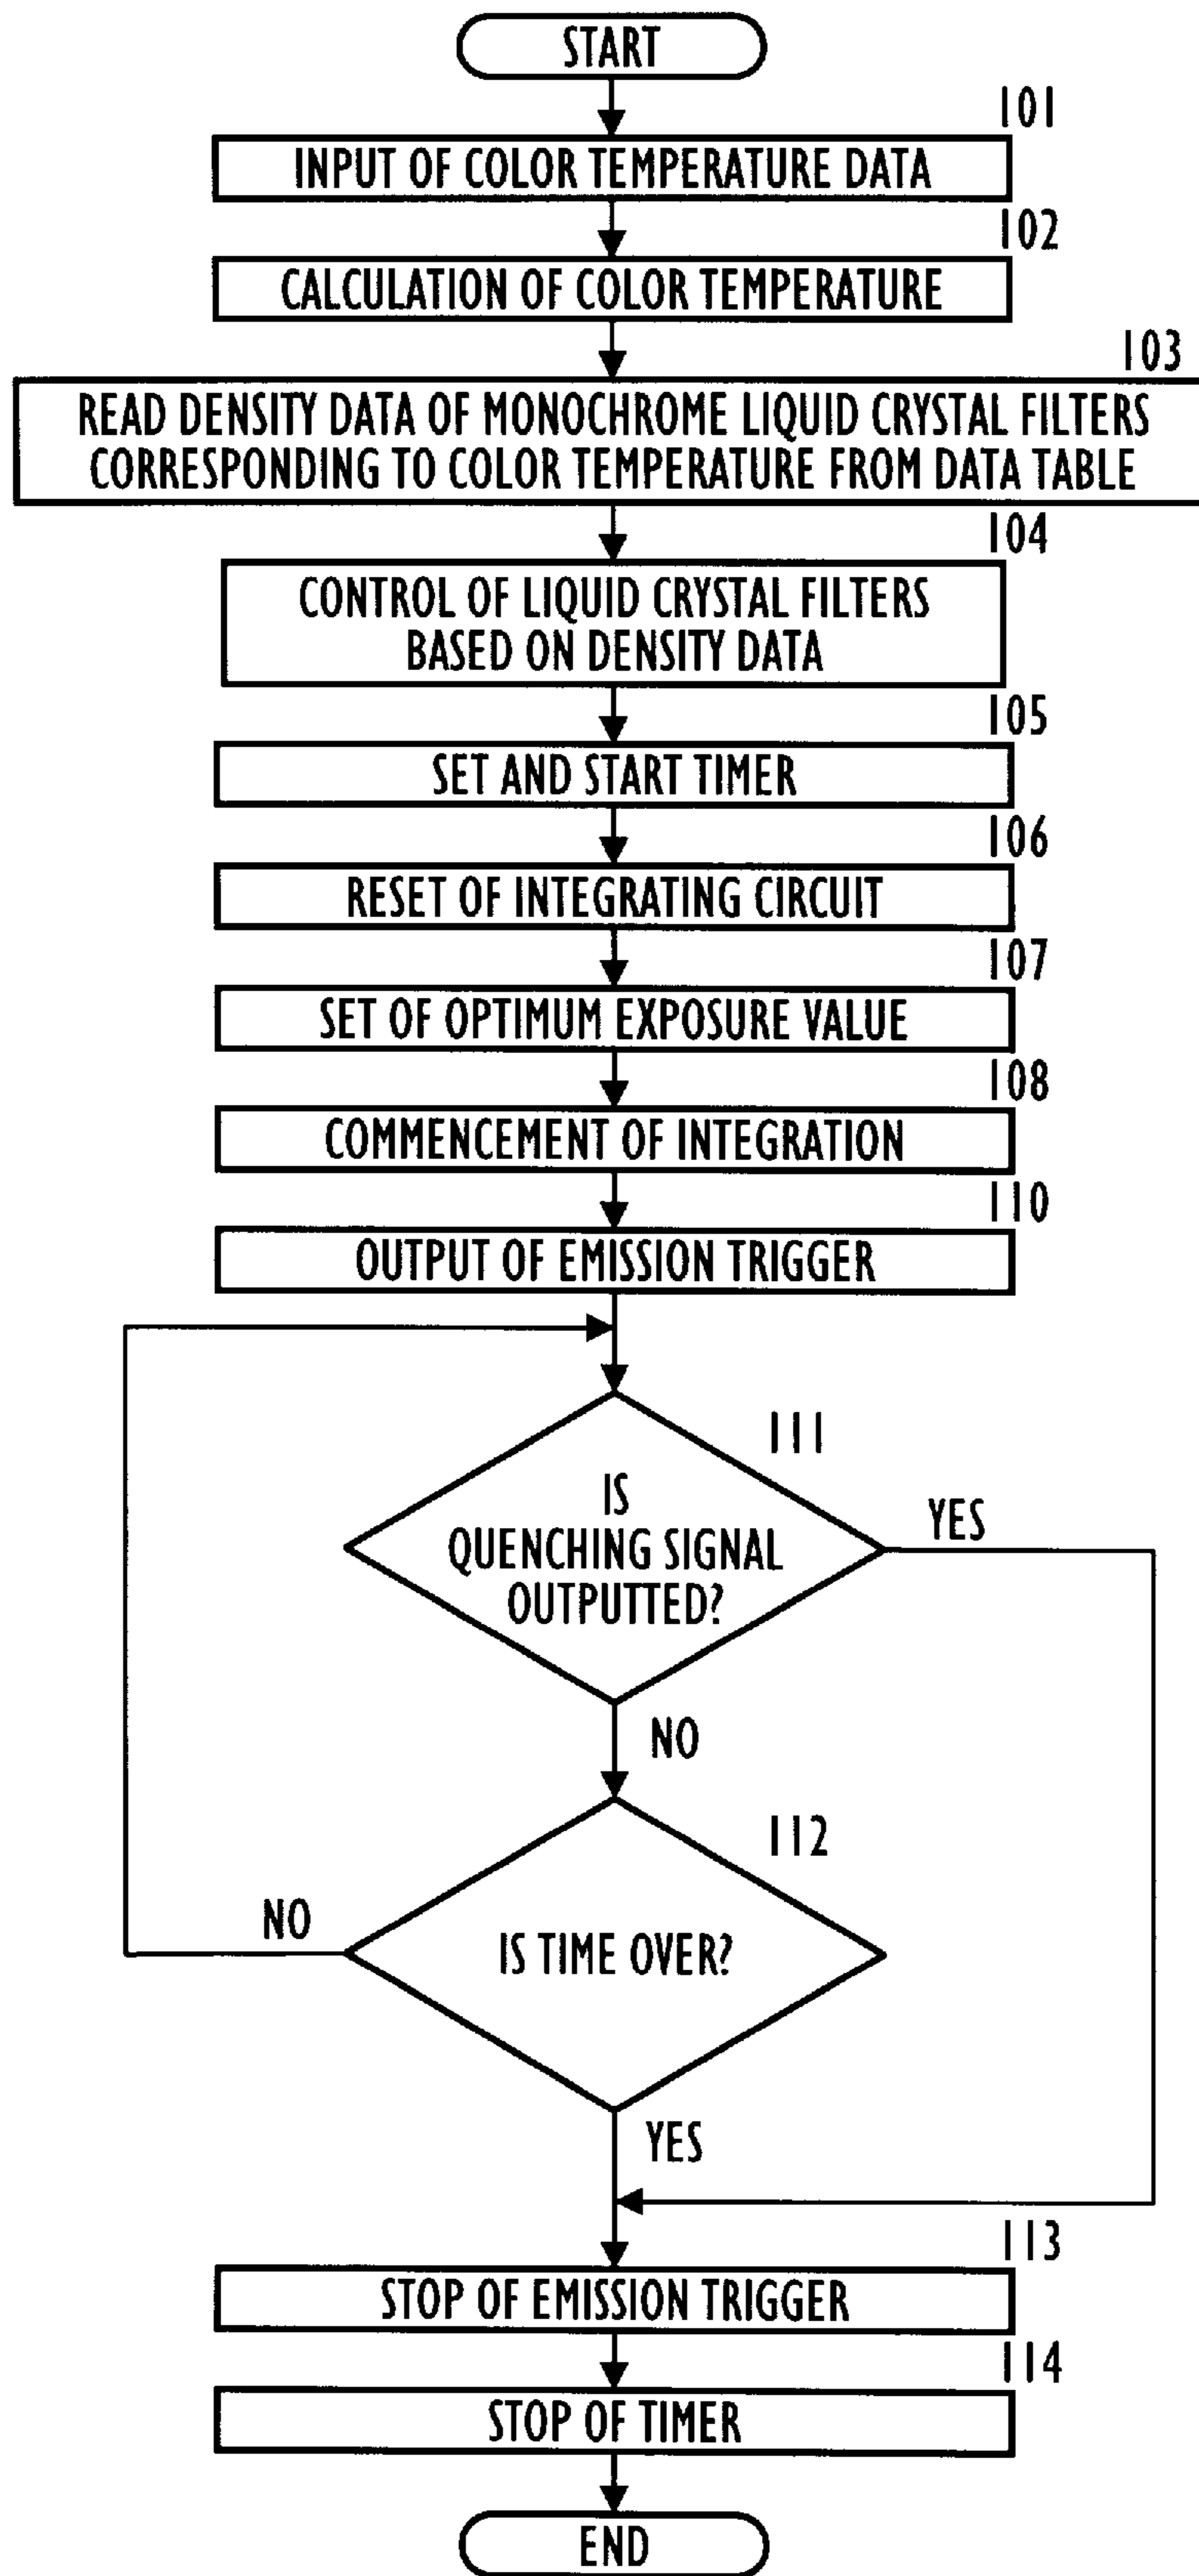 START
101
INPUT OF COLOR TEMPERATURE DATA
102
CALCULATION OF COLOR TEMPERATURE
103
READ DENSITY DATA OF MONOCHROME LIQUID CRYSTAL FILTERS
CORRESPONDING TO COLOR TEMPERATURE FROM DATA TABLE
104
CONTROL OF LIQUID CRYSTAL FILTERS
BASED ON DENSITY DATA
105
SET AND START TIMER
106
RESET OF INTEGRATING CIRCUIT
107
SET OF OPTIMUM EXPOSURE VALUE
108
COMMENCEMENT OF INTEGRATION
110
OUTPUT OF EMISSION TRIGGER
111
IS
QUENCHING SIGNAL
OUTPUTTED?
YES
NO
112
IS TIME OVER?
NO
YES
113
STOP OF EMISSION TRIGGER
114
STOP OF TIMER
END